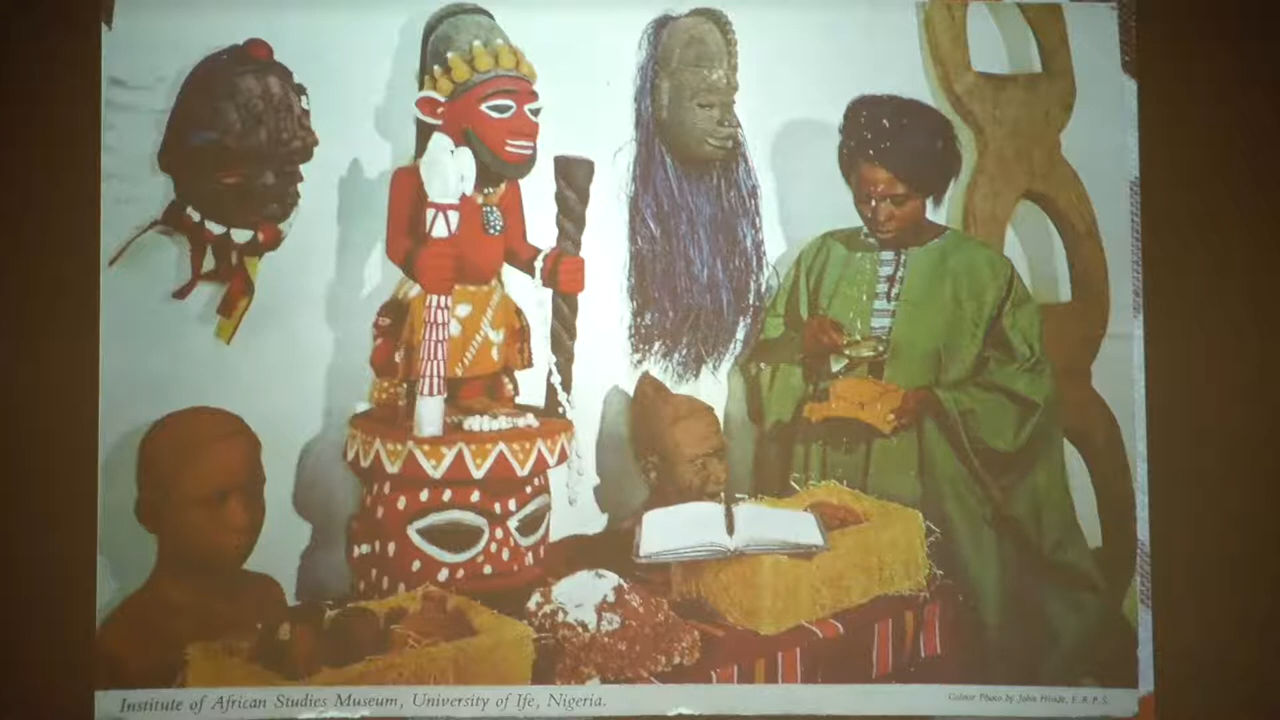 Institute of African Studies Museum, University of Ife, Nigeria.
Colour Photo by John Hinde, F.R.P.S.